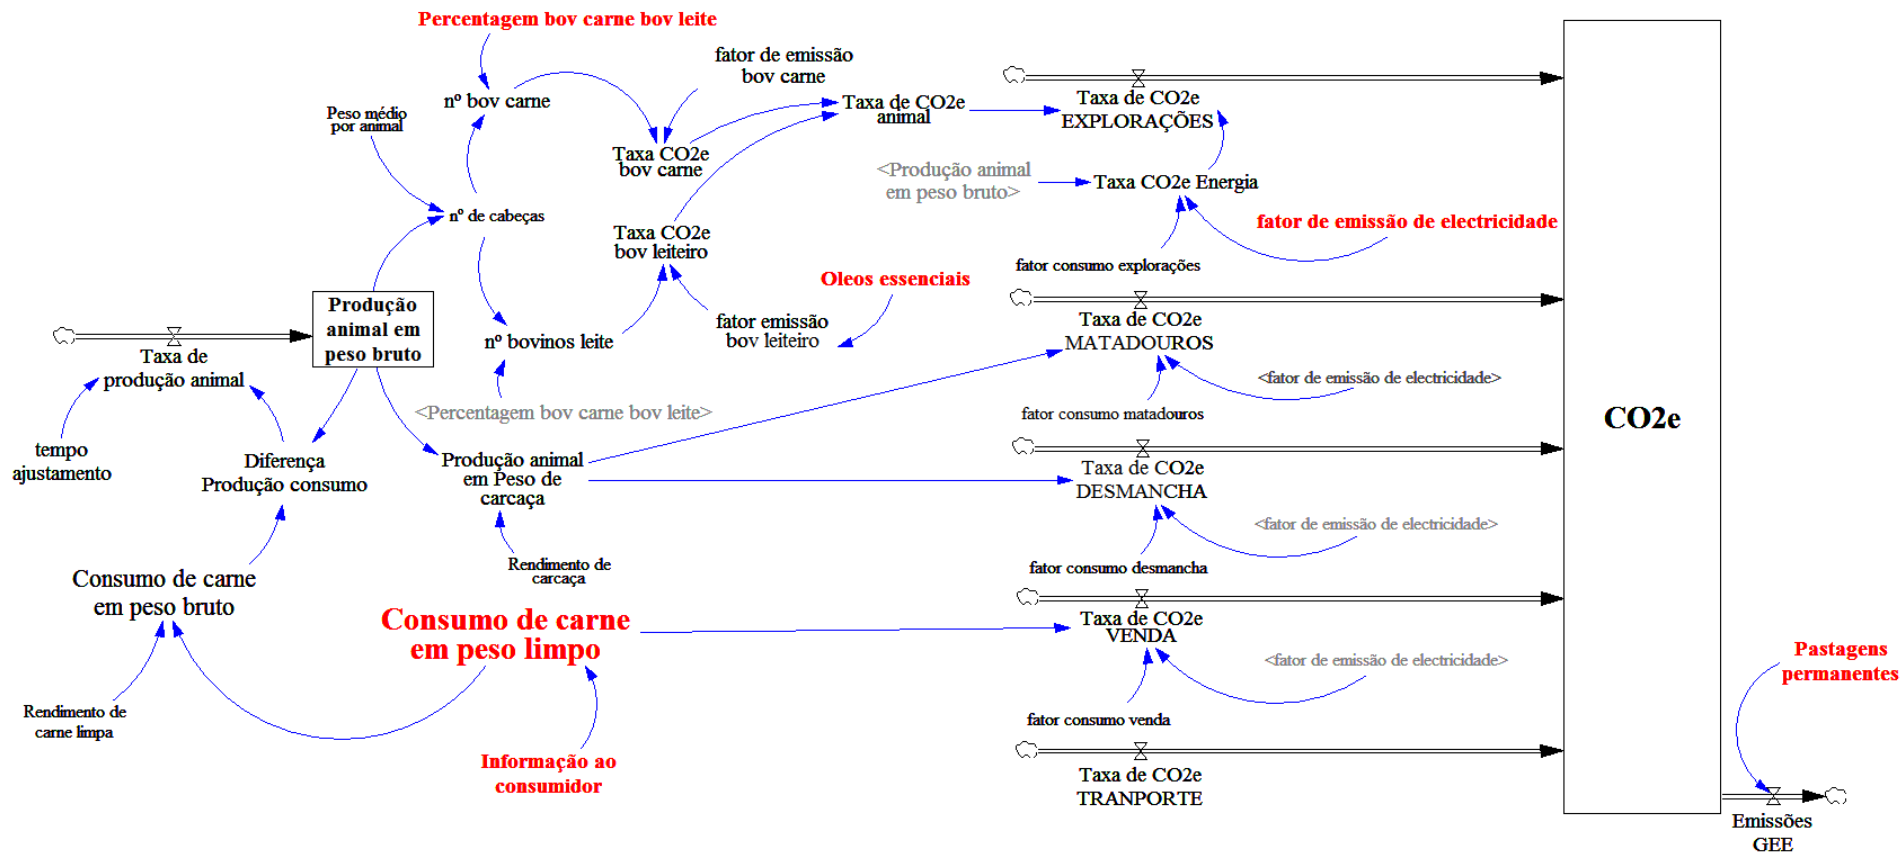 Percentagem bov carne bov leite
fator de emissão
bov carne
nº bov carne
Peso médio
por animal
Taxa de CO2e
animal
Taxa de CO2e
EXPLORAÇÕES
Taxa CO2e
bov carne
<Produção animal
em peso bruto>
Taxa CO2e Energia
nº de cabeças
fator de emissão de electricidade
Taxa CO2e
bov leiteiro
fator consumo explorações
Oleos essenciais
Produção
animal em
peso bruto
fator emissão
bov leiteiro
nº bovinos leite
Taxa de CO2e
MATADOUROS
Taxa de
produção animal
<fator de emissão de electricidade>
<Percentagem bov carne bov leite>
fator consumo matadouros
CO2e
tempo
ajustamento
Diferença
Produção consumo
Produção animal
em Peso de
carcaça
Taxa de CO2e
DESMANCHA
<fator de emissão de electricidade>
Rendimento de
carcaça
fator consumo desmancha
Consumo de carne
em peso bruto
Consumo de carne
em peso limpo
Taxa de CO2e
VENDA
<fator de emissão de electricidade>
Pastagens
permanentes
Rendimento de
carne limpa
fator consumo venda
Informação ao
consumidor
Taxa de CO2e
TRANPORTE
Emissões
GEE